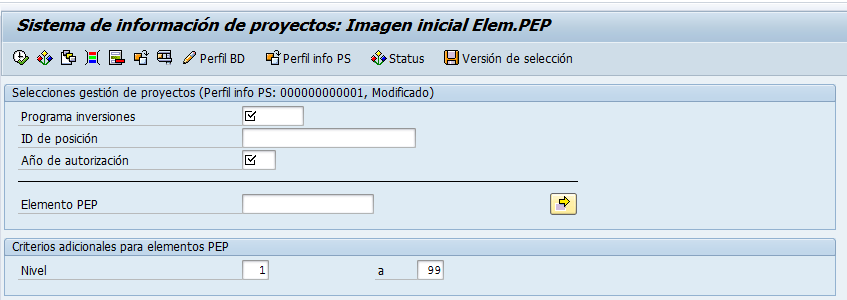 Sistema de información de proyectos: Imagen inicial Elem.PEP
Perfil BD Perfil info PS Status Versión de selección
Selecciones gestión de proyectos (Perfil info PS: 000000000001, Modificado)
Programa inversiones
ID de posición
Año de autorización
Elemento PEP
Criterios adicionales para elementos PEP
Nivel 1 a 99